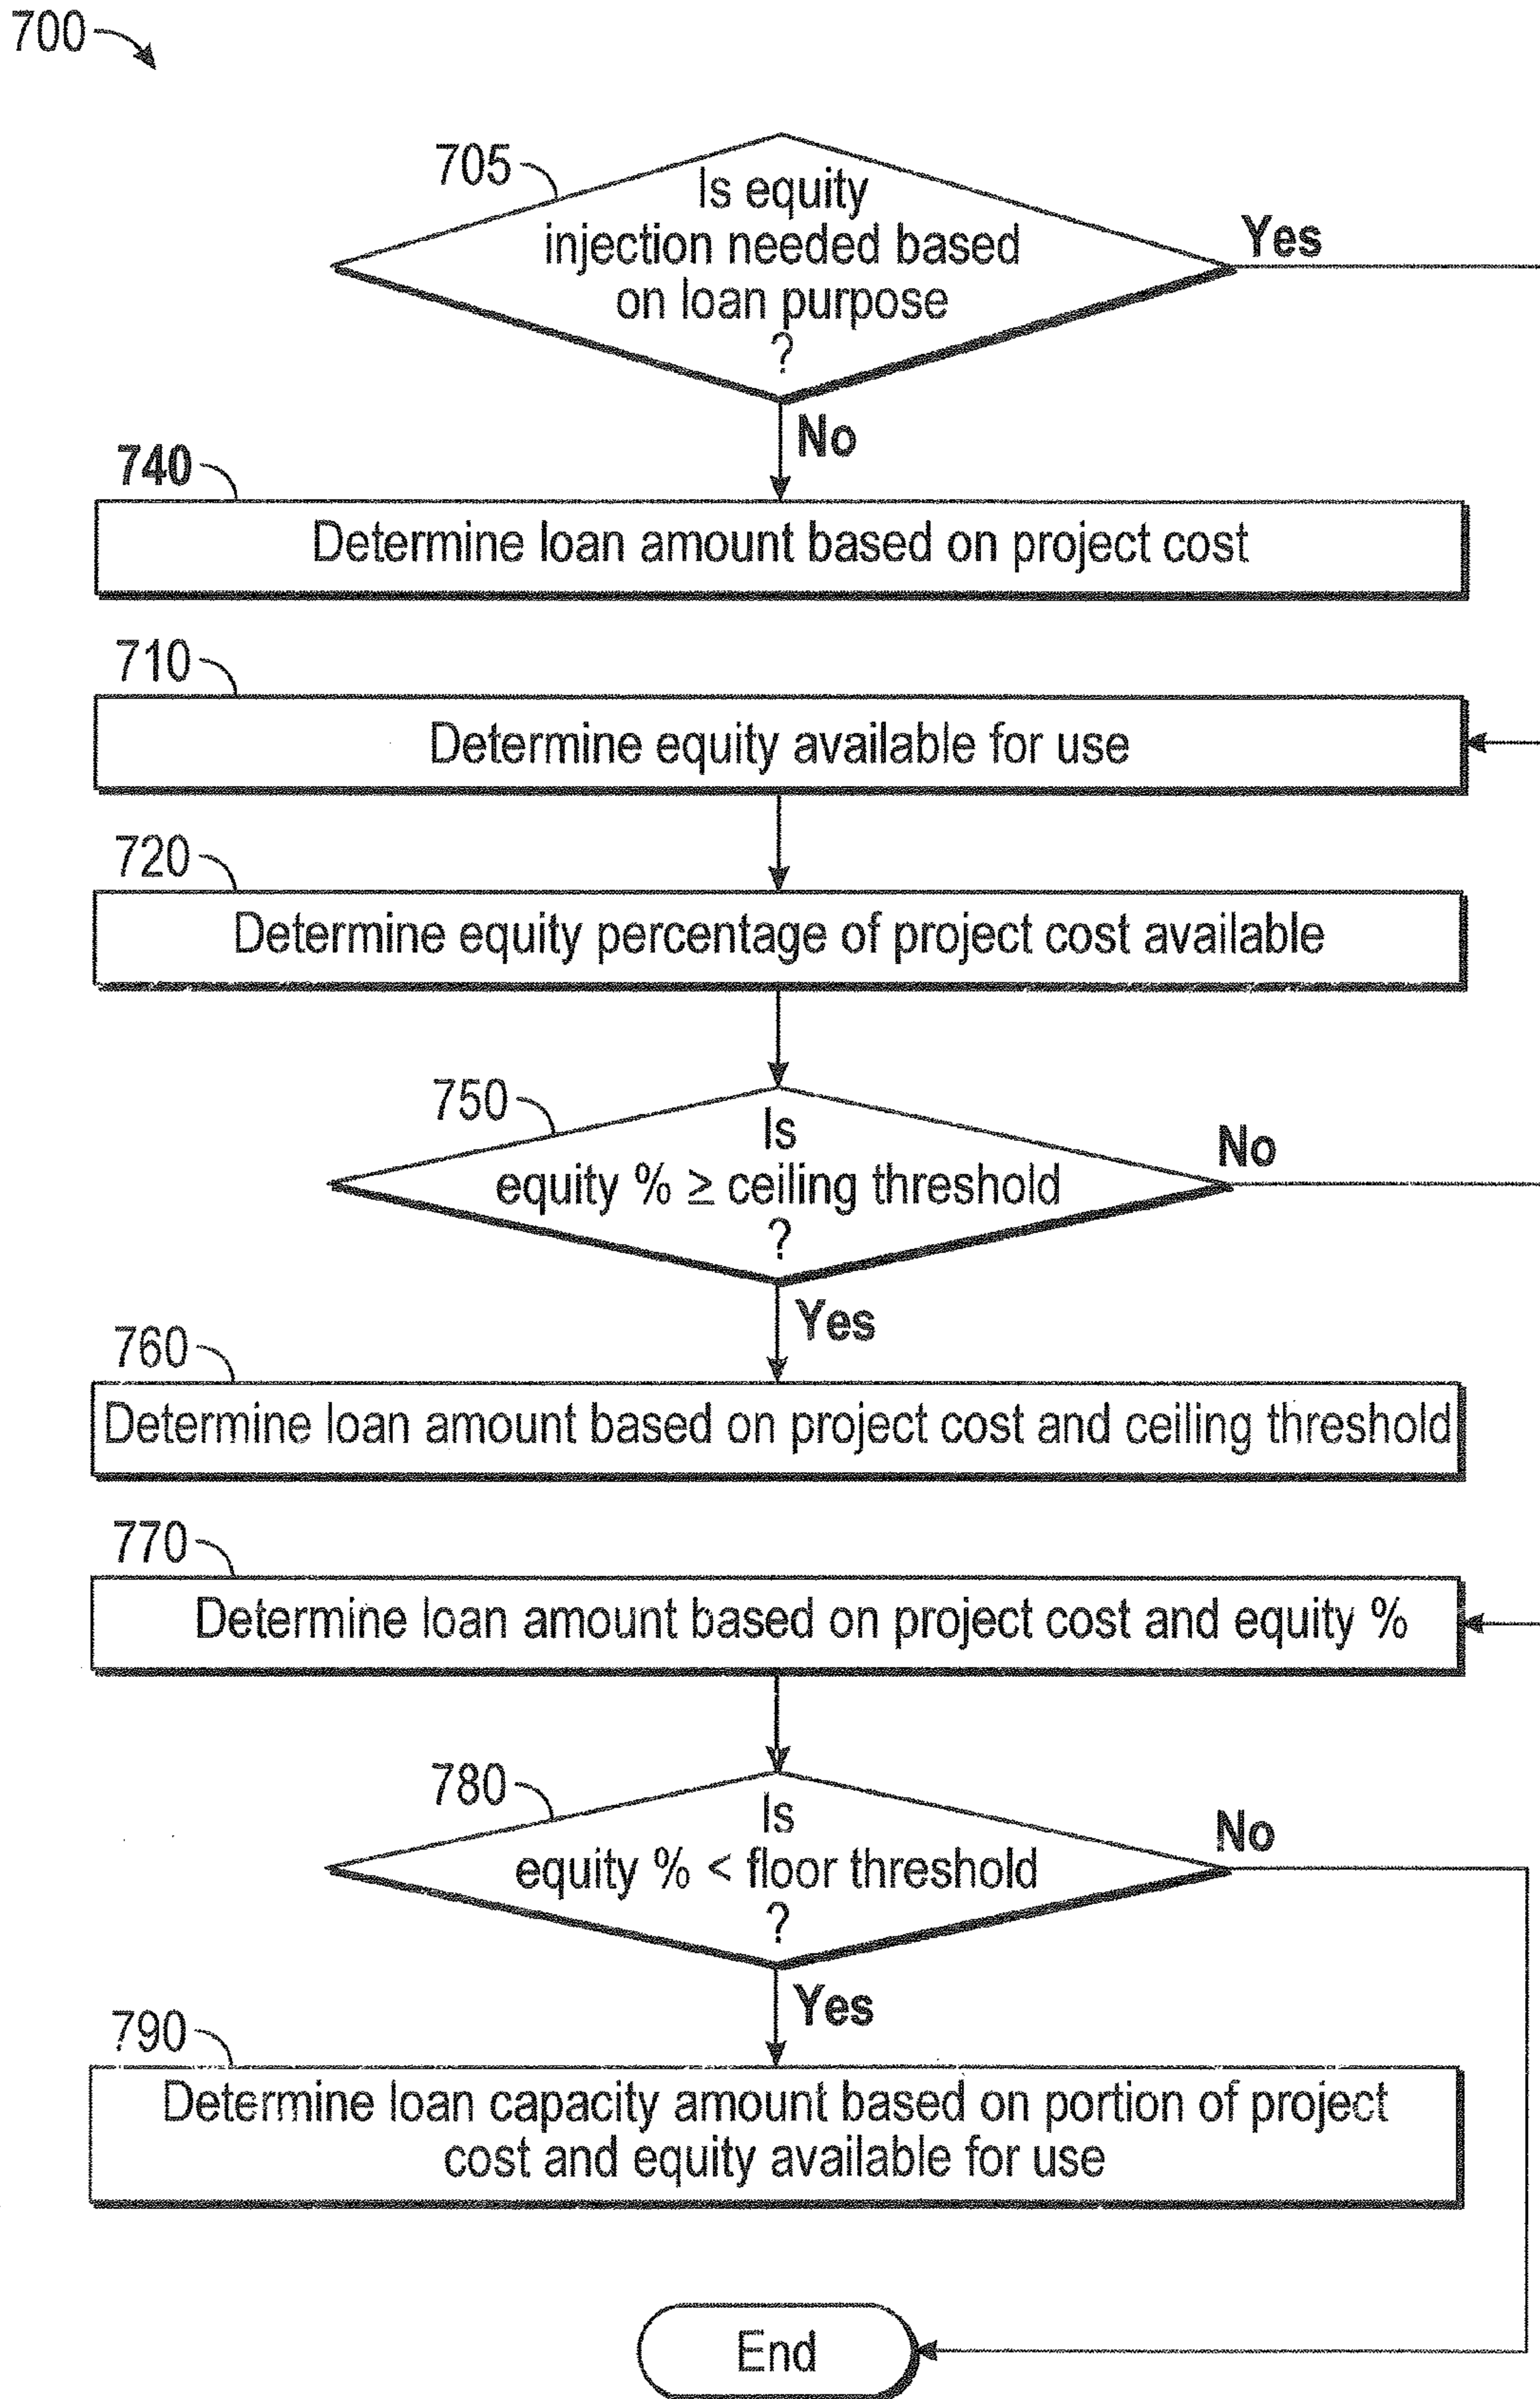 700
705
Is equity
injection needed based
on loan purpose
?
Yes
No
740
Determine loan amount based on project cost
710
Determine equity available for use
720
Determine equity percentage of project cost available
750
Is
equity % ≥ ceiling threshold
?
No
Yes
760
Determine loan amount based on project cost and ceiling threshold
770
Determine loan amount based on project cost and equity %
780
Is
equity % < floor threshold
?
No
Yes
790
Determine loan capacity amount based on portion of project
cost and equity available for use
End